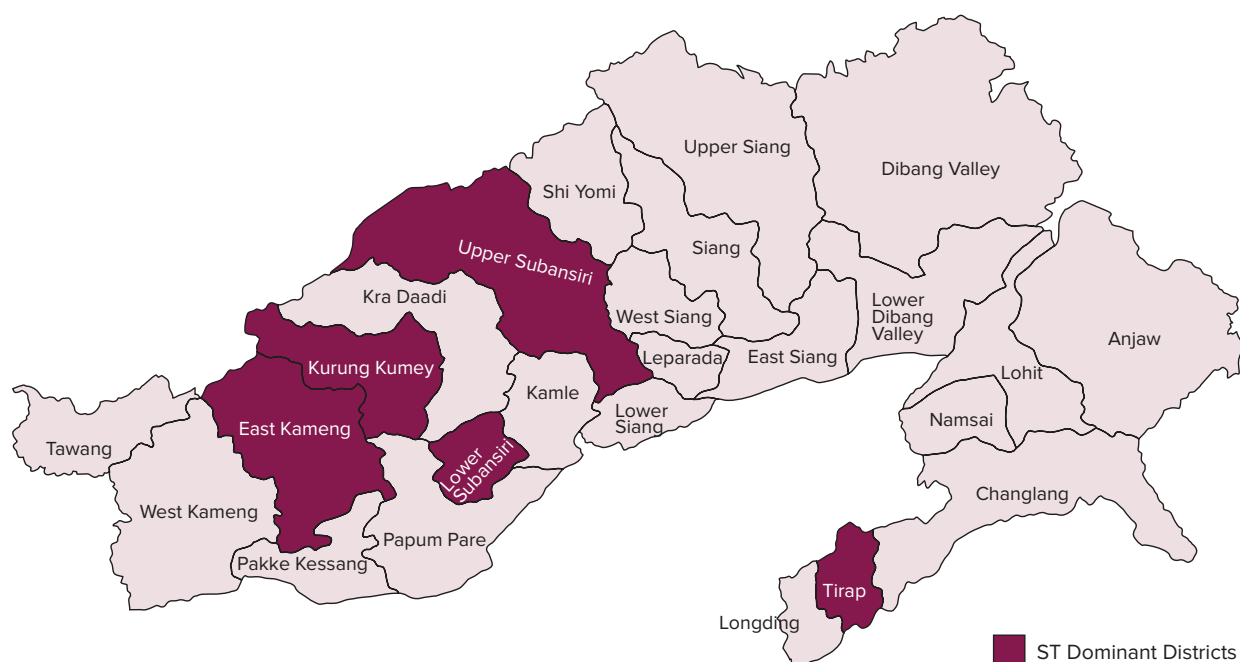 Upper Siang
Dibang Valley
Shi Yomi
Siang
Upper Subansiri
Kra Daadi
West Siang
Lower
Dibang
Valley
Anjaw
Leparada
East Siang
Kurung Kumey
Lohit
Kamle
Lower
Siang
Namsai
East Kameng
Tawang
Lower
Subansiri
Changlang
West Kameng
Papum Pare
Pakke Kessang
Tirap
Longding
ST Dominant Districts